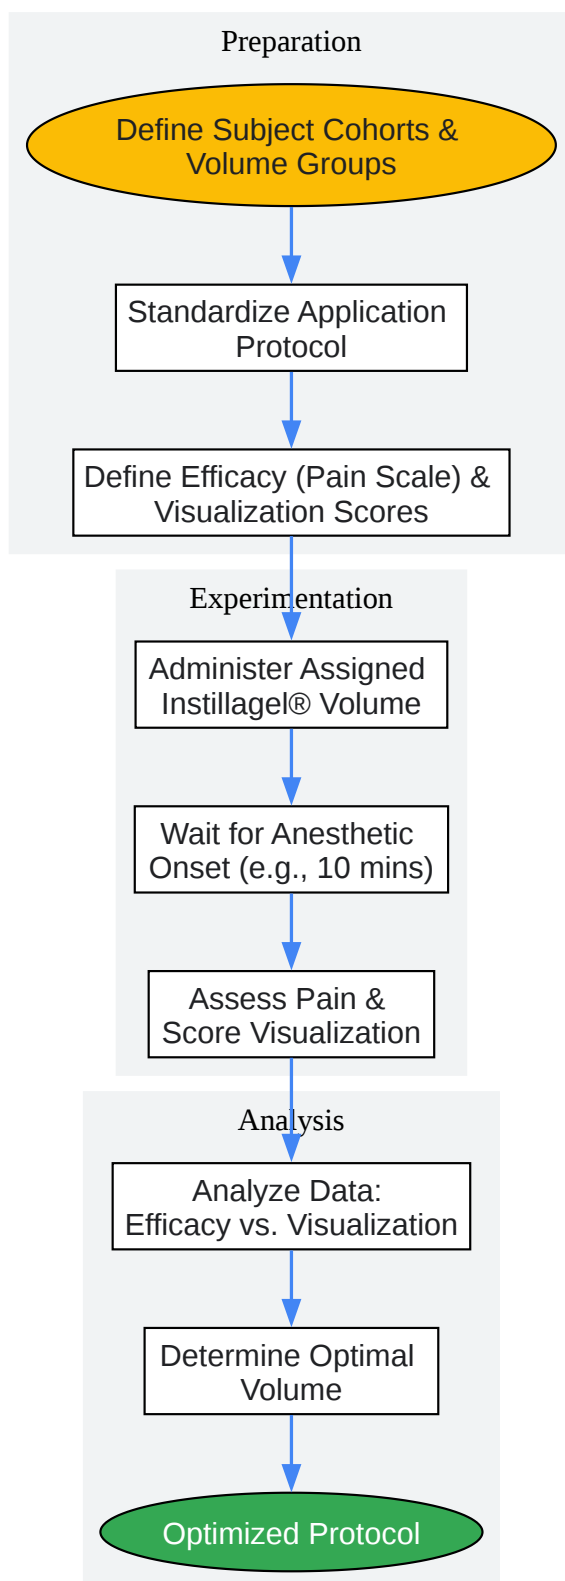 Preparation
Define Subject Cohorts &
Volume Groups
Standardize Application
Protocol
Define Efficacy (Pain Scale) &
Visualization Scores
Experimentation
Administer Assigned
Instillagel® Volume
Wait for Anesthetic
Onset (e.g., 10 mins)
Assess Pain &
Score Visualization
Analysis
Analyze Data:
Efficacy vs. Visualization
Determine Optimal
Volume
Optimized Protocol